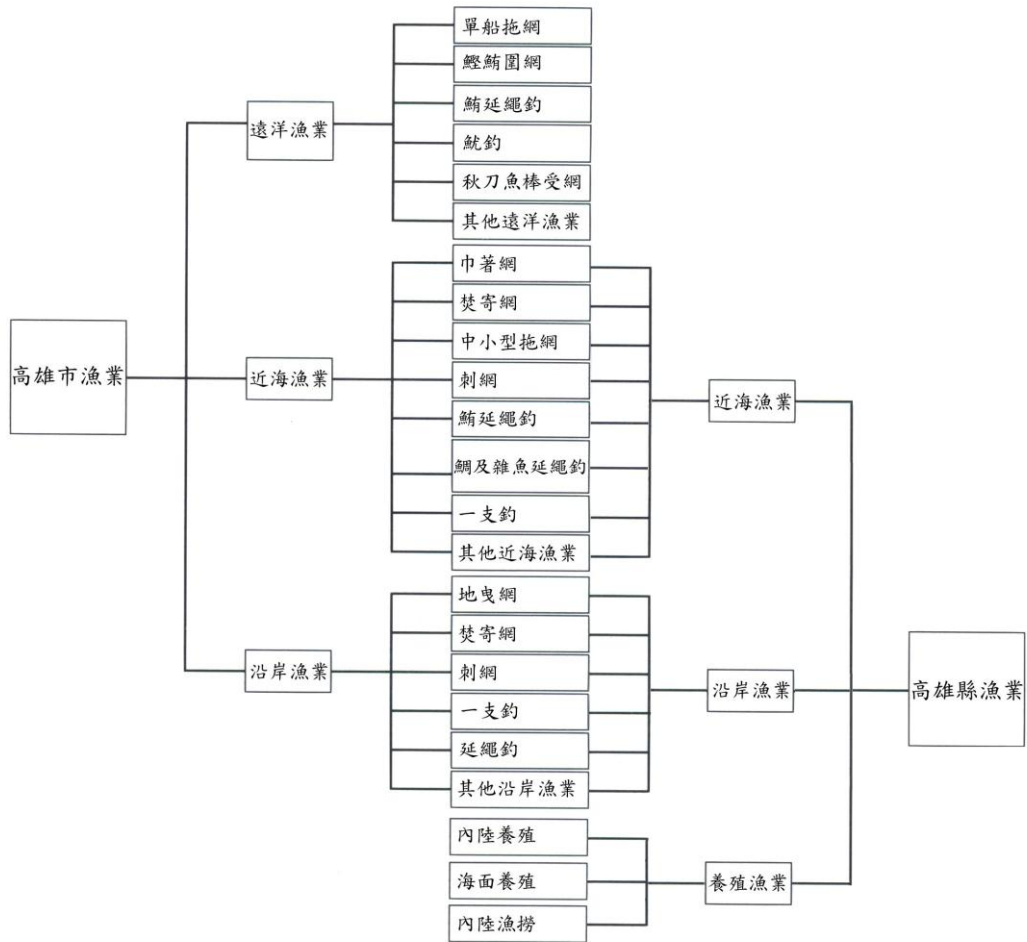 高雄市漁業
遠洋漁業
單船拖網
鰹鮪圍網
鮪延繩釣
魷釣
秋刀魚棒受網
其他遠洋漁業
近海漁業
巾著網
焚寄網
中小型拖網
刺網
鮪延繩釣
鯛及雜魚延繩釣
一支釣
其他近海漁業
沿岸漁業
地曳網
焚寄網
刺網
一支釣
延繩釣
其他沿岸漁業
內陸養殖
海面養殖
內陸漁撈
近海漁業
沿岸漁業
養殖漁業
高雄縣漁業